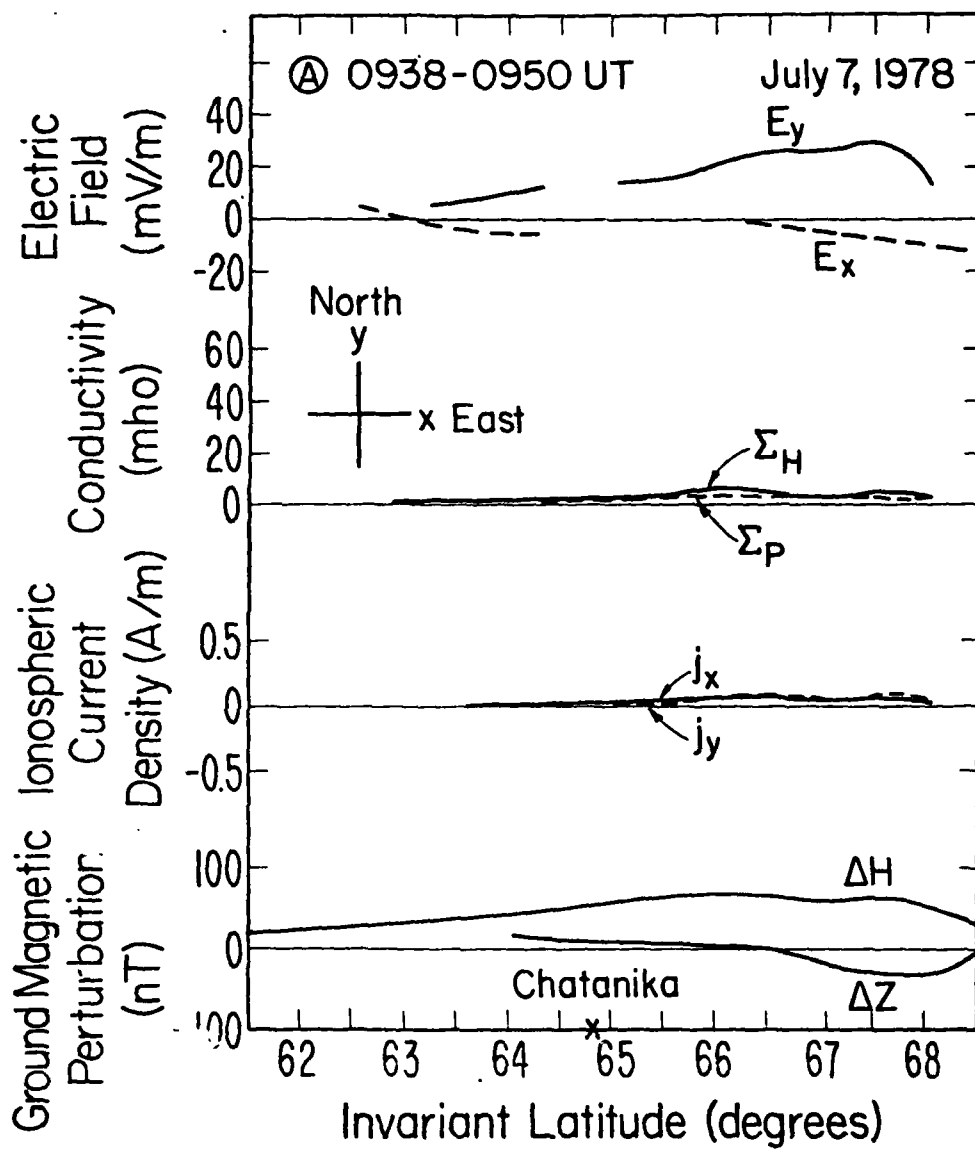 Ⓐ 0938-0950 UT July 7, 1978
Electric
Field
(mV/m)
40
20
0
-20
Ey
Ex
North
y
x East
Conductivity
(mho)
60
40
20
0
ΣH
ΣP
Ionospheric
Current
Density (A/m)
0.5
0
-0.5
jx
jy
Ground Magnetic
Perturbation
(nT)
100
0
100
ΔH
ΔZ
Chatanika
x
62 63 64 65 66 67 68
Invariant Latitude (degrees)